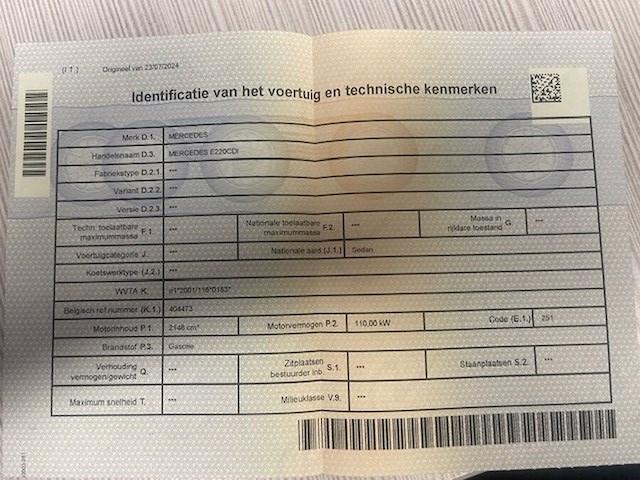 (I.1.) Origineel van 23/07/2024
Identificatie van het voertuig en technische kenmerken
Merk D.1. MERCEDES
Handelsnaam D.3. MERCEDES E220CDI
Fabriekstype D.2.1 ***
Variant D.2.2. ***
Versie D.2.3. ***
Techn. toelaatbare maximummassa F.1. *** Nationale toelaatbare maximummassa F.2. *** Massa in rijklare toestand G. ***
Voertuigcategorie J. *** Nationale aard (J.1.) Sedan
Koetswerktype (J.2.) ***
WVTA K. e1*2001/116*0183*
Belgisch ref.nummer (K.1.) 404473
Motorinhoud P.1. 2148 cm³ Motorvermogen P.2. 110,00 kW Code (E.1.) 251
Brandstof P.3. Gasolie
Verhouding vermogen/gewicht Q. *** Zitplaatsen bestuurder inb. S.1. *** Staanplaatsen S.2. ***
Maximum snelheid T. *** Milieuklasse V.9. ***